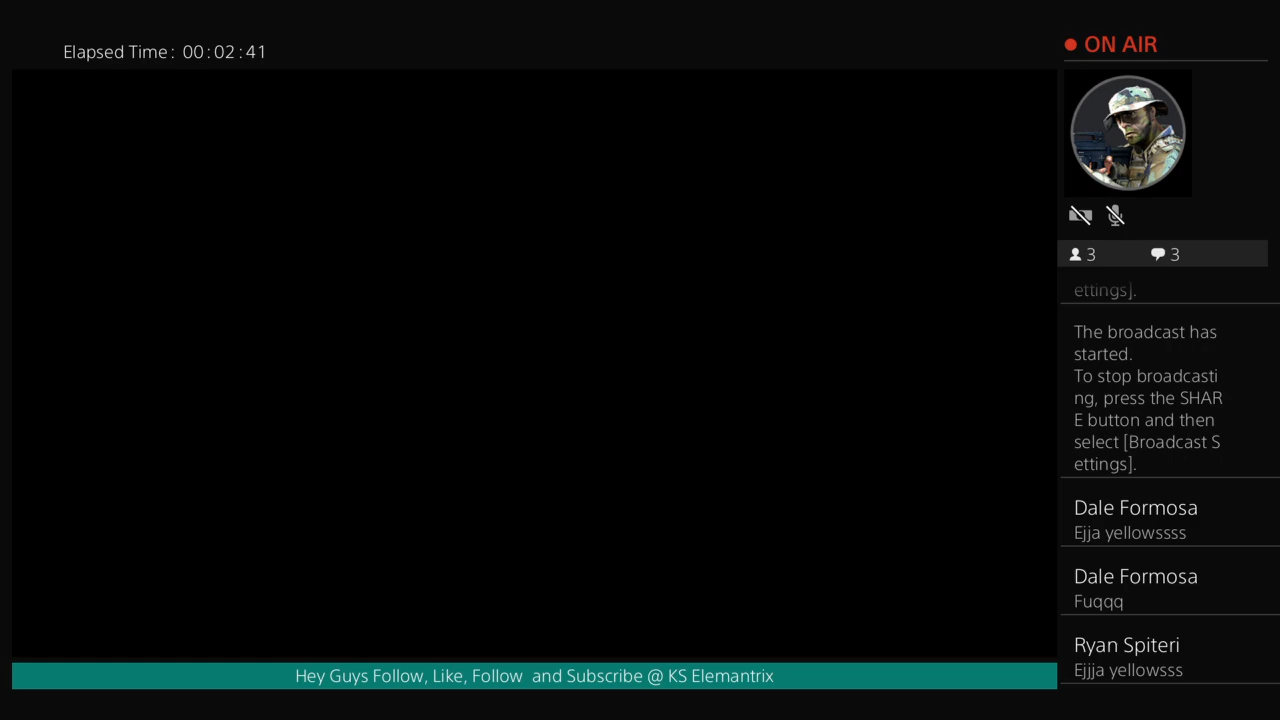 Elapsed Time: 00:02:41
ON AIR
3 3
ettings].
The broadcast has
started.
To stop broadcasti
ng, press the SHAR
E button and then
select [Broadcast S
ettings].
Dale Formosa
Ejja yellowssss
Dale Formosa
Fuqqq
Ryan Spiteri
Ejjja yellowsss
Hey Guys Follow, Like, Follow  and Subscribe @ KS Elemantrix